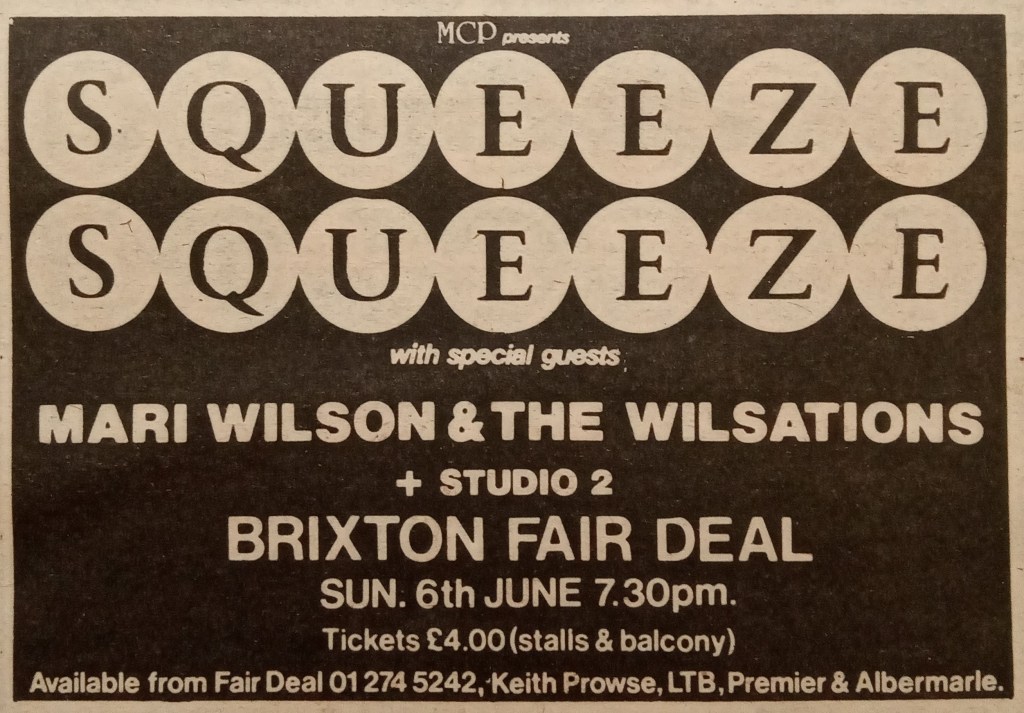 MCP presents
SQUEEZE
SQUEEZE
with special guests
MARI WILSON & THE WILSATIONS
+ STUDIO 2
BRIXTON FAIR DEAL
SUN. 6th JUNE 7.30pm.
Tickets £4.00 (stalls & balcony)
Available from Fair Deal 01 274 5242, Keith Prowse, LTB, Premier & Albermarle.